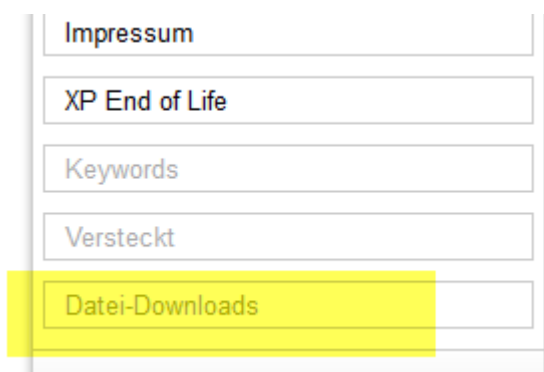 Impressum
XP End of Life
Keywords
Versteckt
Datei-Downloads